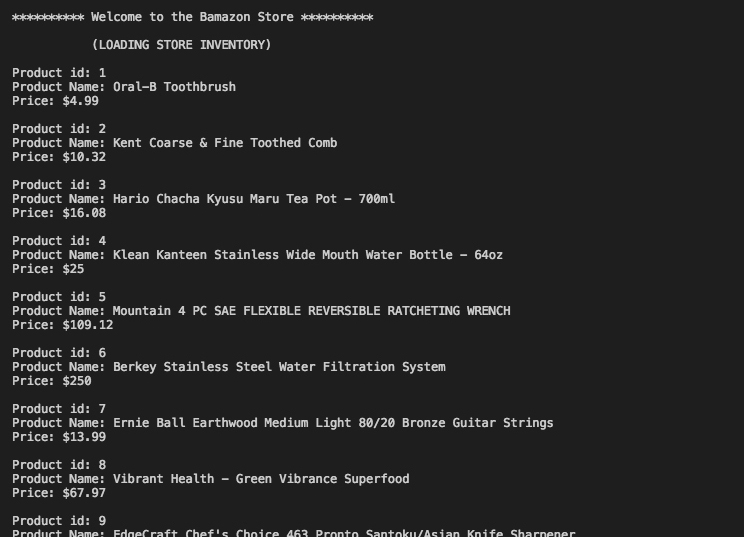 ********** Welcome to the Bamazon Store **********
(LOADING STORE INVENTORY)
Product id: 1
Product Name: Oral-B Toothbrush
Price: $4.99
Product id: 2
Product Name: Kent Coarse & Fine Toothed Comb
Price: $10.32
Product id: 3
Product Name: Hario Chacha Kyusu Maru Tea Pot - 700ml
Price: $16.08
Product id: 4
Product Name: Klean Kanteen Stainless Wide Mouth Water Bottle - 64oz
Price: $25
Product id: 5
Product Name: Mountain 4 PC SAE FLEXIBLE REVERSIBLE RATCHETING WRENCH
Price: $109.12
Product id: 6
Product Name: Berkey Stainless Steel Water Filtration System
Price: $250
Product id: 7
Product Name: Ernie Ball Earthwood Medium Light 80/20 Bronze Guitar Strings
Price: $13.99
Product id: 8
Product Name: Vibrant Health - Green Vibrance Superfood
Price: $67.97
Product id: 9
Product Name: EdgeCraft Chef's Choice 463 Pronto Santoku/Asian Knife Sharpener